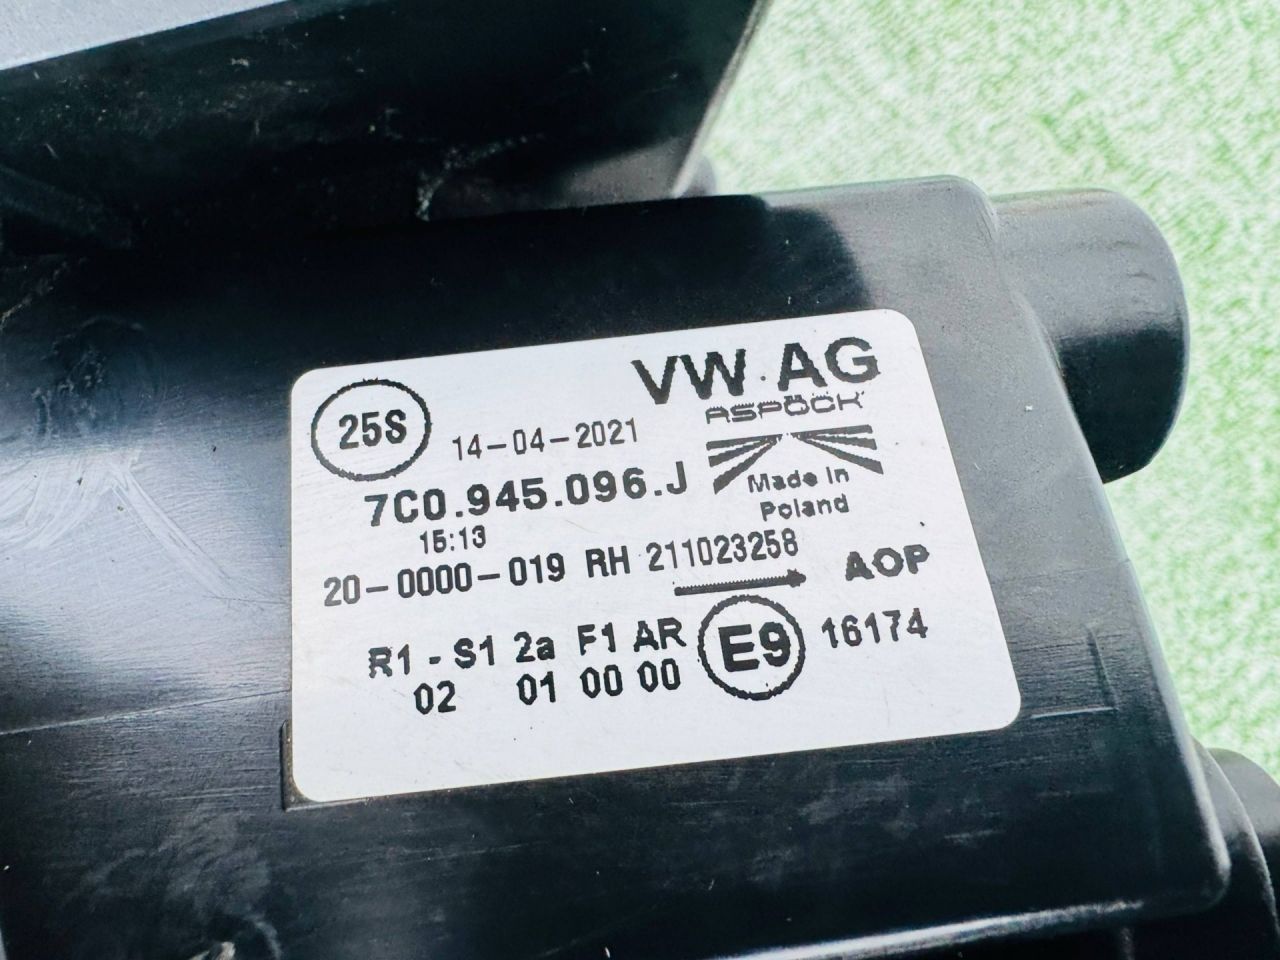 VW AG
ASPÖCK
25S
14-04-2021
7C0.945.096.J
Made in
Poland
15:13
20-0000-019 RH 211023258
AOP
R1 - S1 2a F1 AR
E9
16174
02 01 00 00